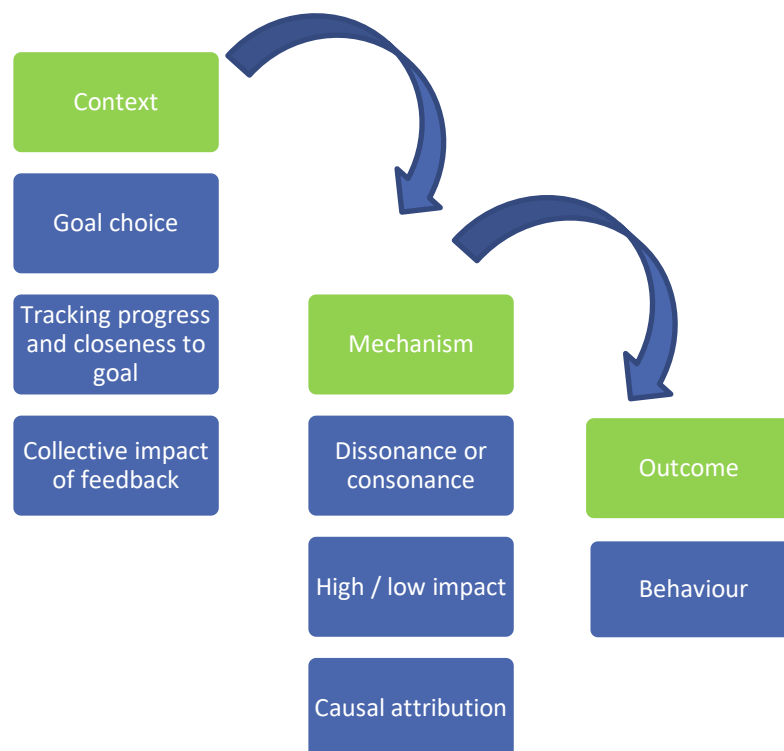 Context
Goal choice
Tracking progress
and closeness to
goal
Collective impact
of feedback
Mechanism
Dissonance or
consonance
High / low impact
Causal attribution
Outcome
Behaviour